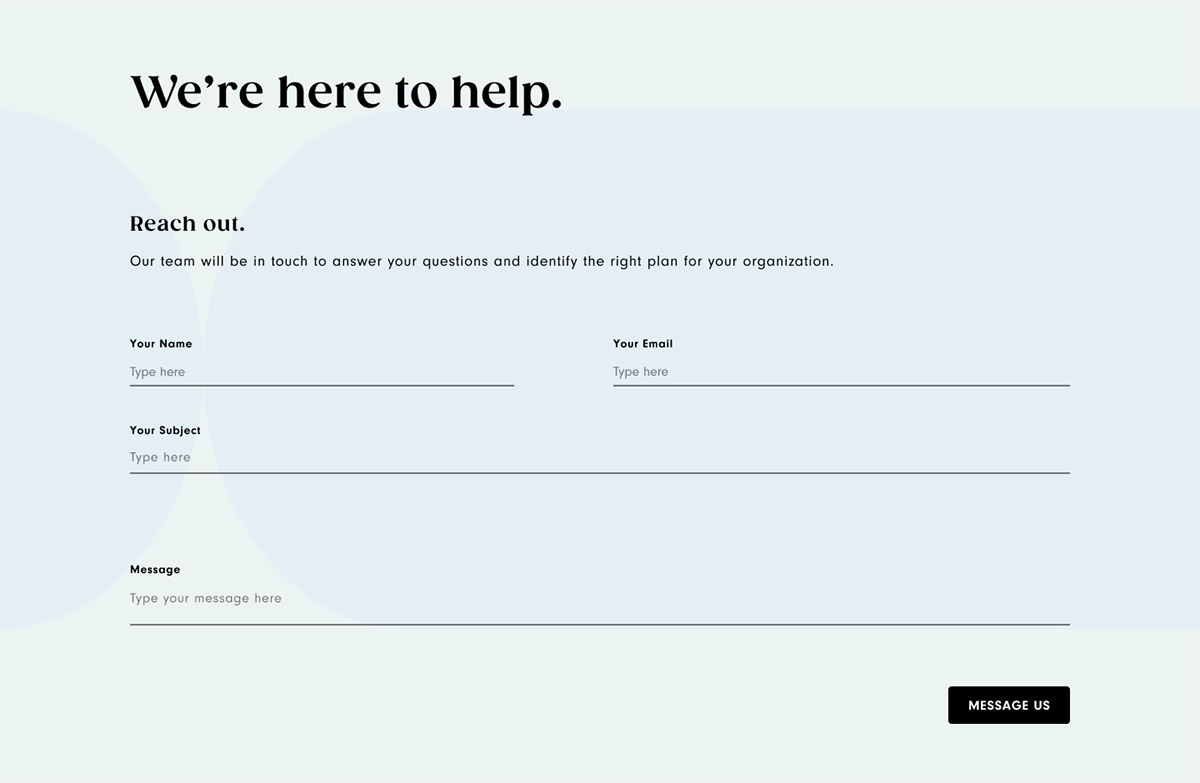 We’re here to help.
Reach out.
Our team will be in touch to answer your questions and identify the right plan for your organization.
Your Name
Your Email
Type here
Type here
Your Subject
Type here
Message
Type your message here
MESSAGE US